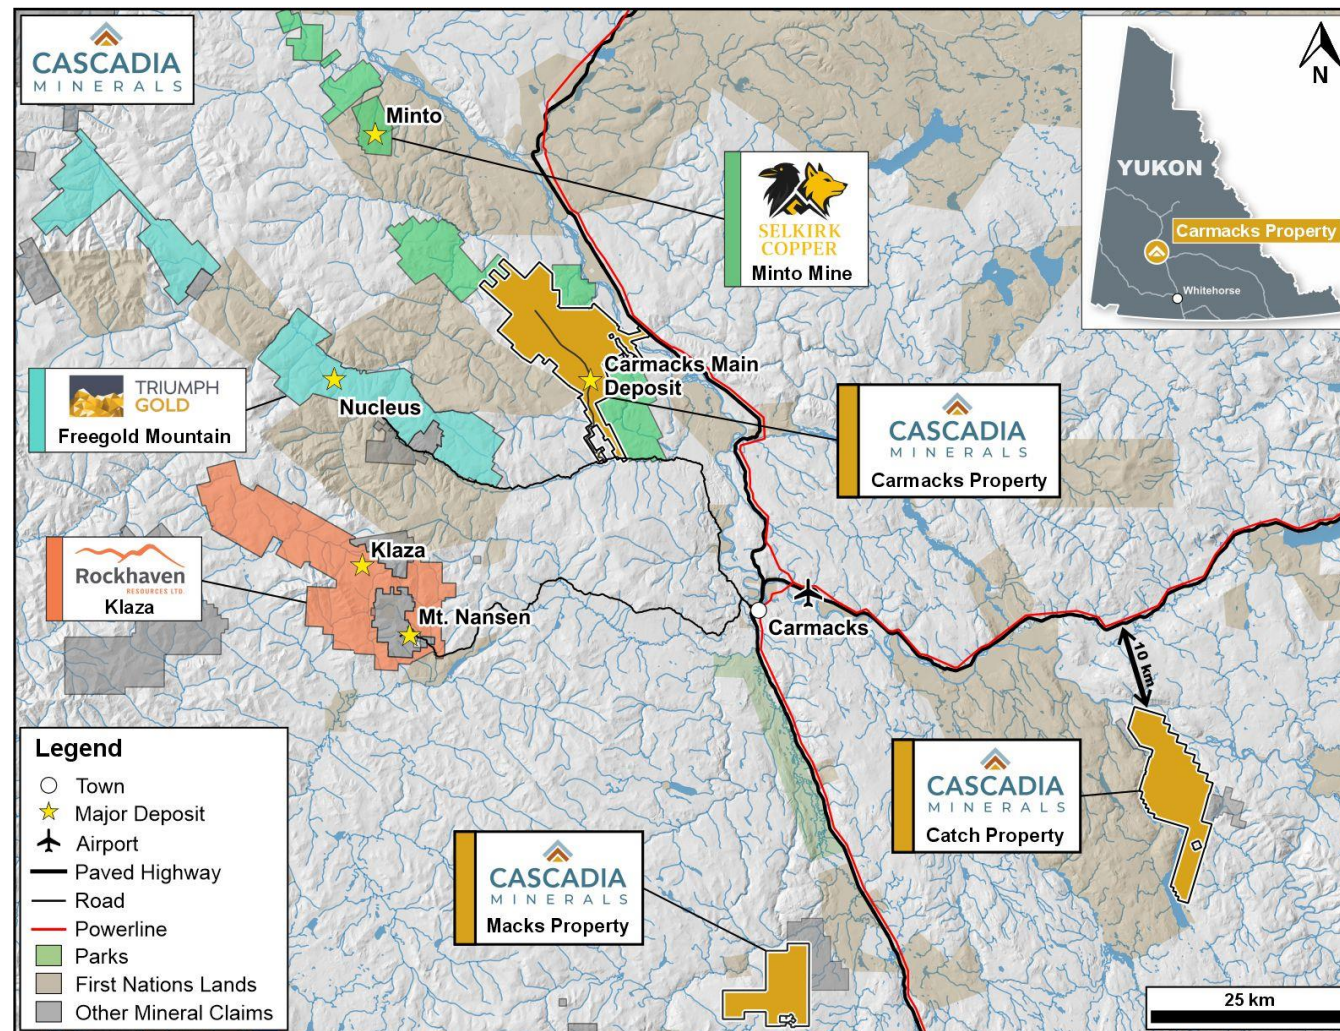 CASCADIA
MINERALS
Minto
SELKIRK
COPPER
Minto Mine
N
YUKON
Carmacks Property
Whitehorse
TRIUMPH
GOLD
Freegold Mountain
Nucleus
Carmacks Main
Deposit
CASCADIA
MINERALS
Carmacks Property
Rockhaven
RESOURCES LTD.
Klaza
Klaza
Mt. Nansen
Carmacks
10 km
CASCADIA
MINERALS
Catch Property
CASCADIA
MINERALS
Macks Property
Legend
Town
Major Deposit
Airport
Paved Highway
Road
Powerline
Parks
First Nations Lands
Other Mineral Claims
25 km